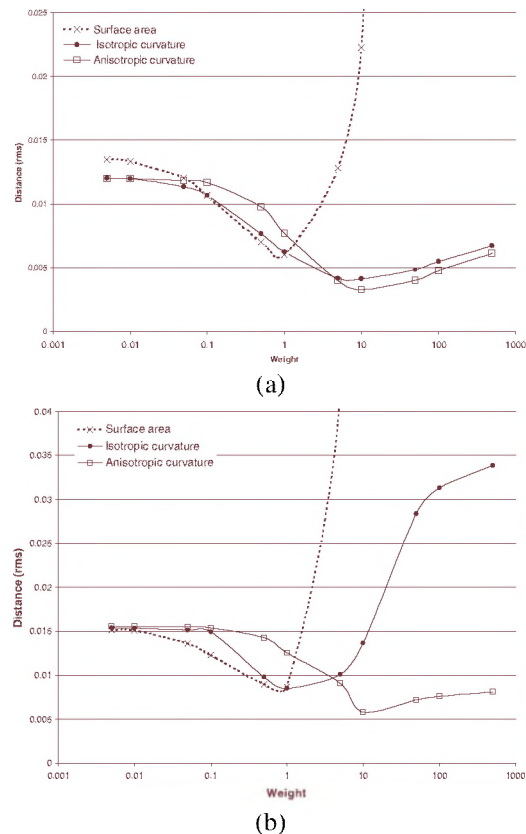 0.025
0.02
0.015
0.01
0.005
0
Distance (rms)
Surface area
Isotropic curvature
Anisotropic curvature
0.001 0.01 0.1 1 10 100 1000
Weight
(a)
0.04
0.035
0.03
0.025
0.02
0.015
0.01
0.005
0
Distance (rms)
Surface area
Isotropic curvature
Anisotropic curvature
0.001 0.01 0.1 1 10 100 1000
Weight
(b)